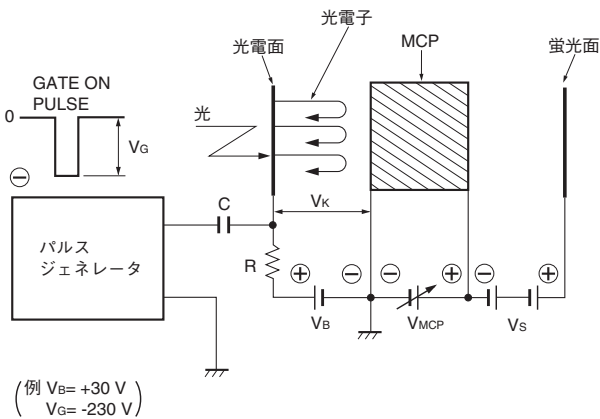 光電子
光電面
MCP
蛍光面
GATE ON
PULSE
0
VG
⊖
光
VK
C
パルス
ジェネレータ
R
⊕ ⊖ ⊖ ⊕ ⊖ ⊕
VB
VMCP
VS
(例 VB= +30 V
VG= -230 V)